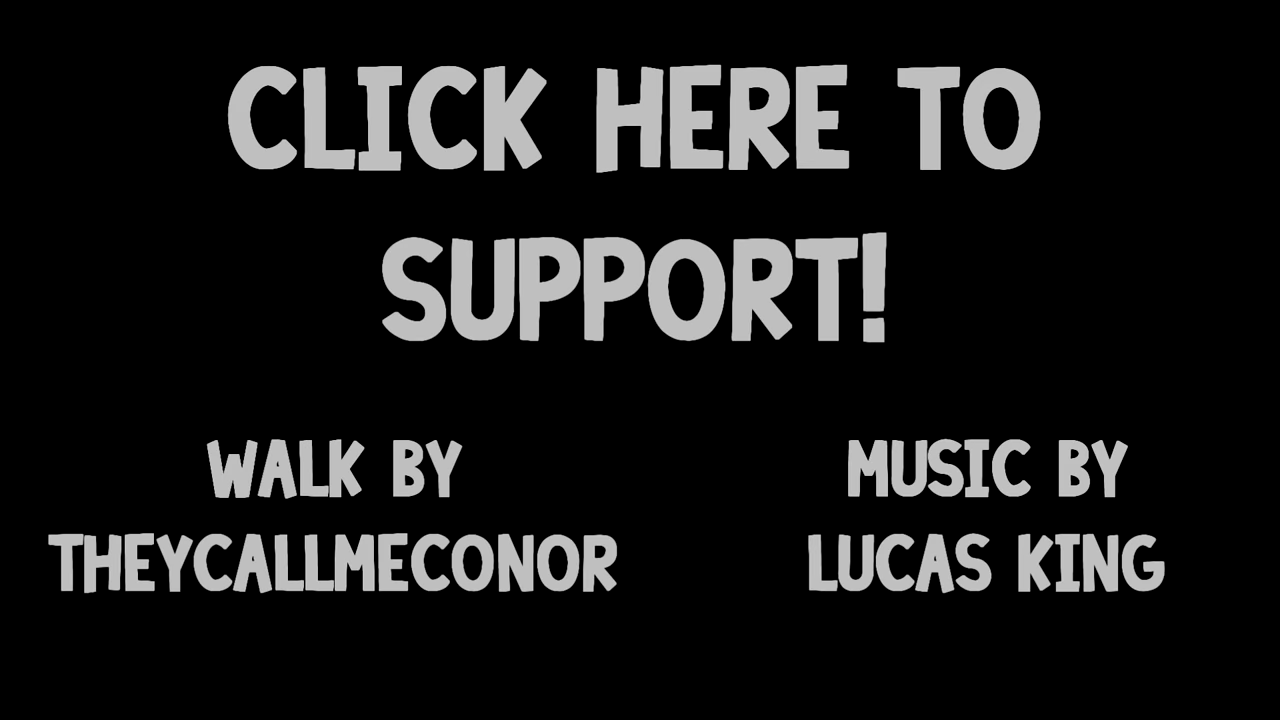 CLICK HERE TO
SUPPORT!
WALK BY
THEYCALLMECONOR
MUSIC BY
LUCAS KING